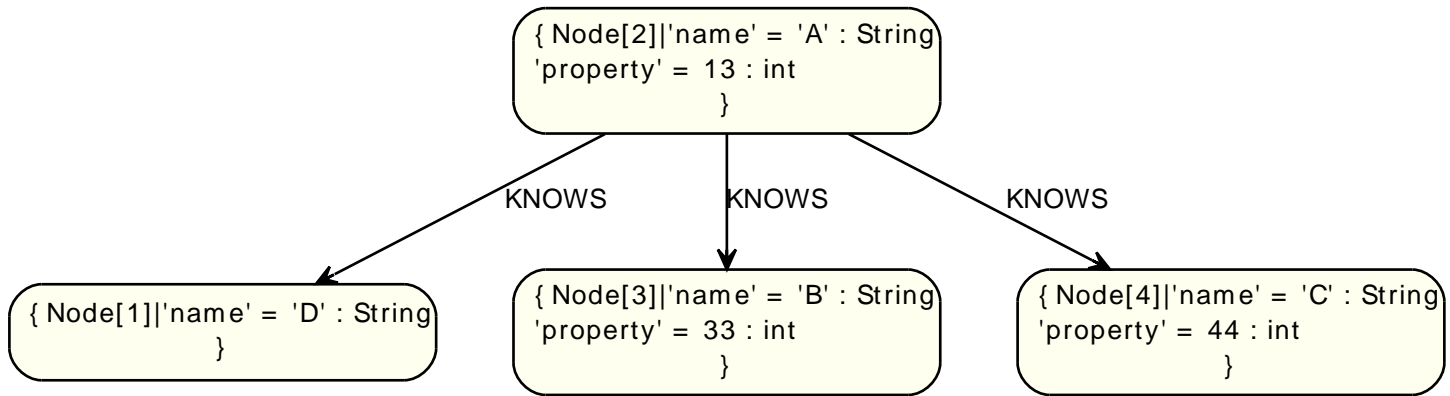 { Node[2]|'name' = 'A' : String
'property' = 13 : int
}
KNOWS
KNOWS
KNOWS
{ Node[1]|'name' = 'D' : String
}
{ Node[3]|'name' = 'B' : String
'property' = 33 : int
}
{ Node[4]|'name' = 'C' : String
'property' = 44 : int
}